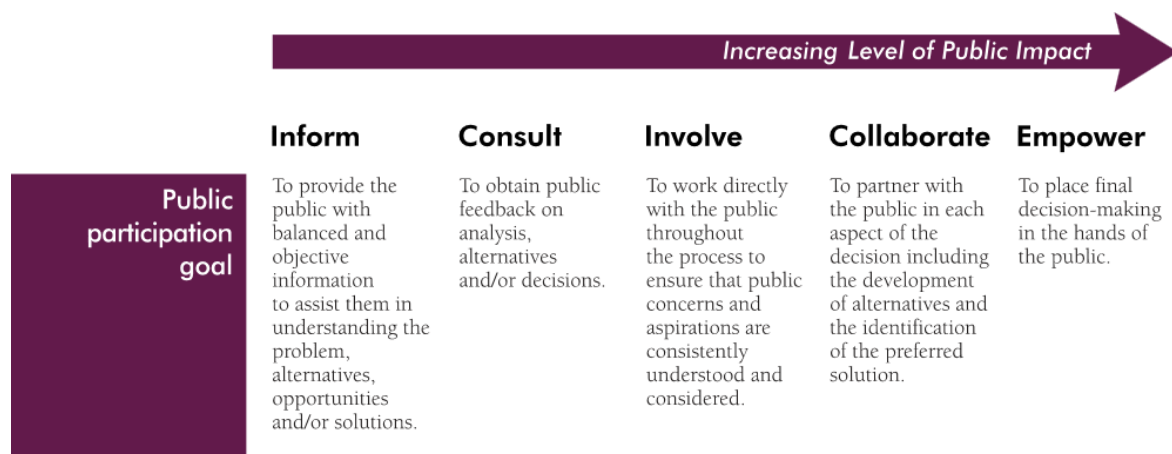 Increasing Level of Public Impact
Inform
Consult
Involve
Collaborate
Empower
Public
participation
goal
To provide the
public with
balanced and
objective
information
to assist them in
understanding the
problem,
alternatives,
opportunities
and/or solutions.
To obtain public
feedback on
analysis,
alternatives
and/or decisions.
To work directly
with the public
throughout
the process to
ensure that public
concerns and
aspirations are
consistently
understood and
considered.
To partner with
the public in each
aspect of the
decision including
the development
of alternatives and
the identification
of the preferred
solution.
To place final
decision-making
in the hands of
the public.